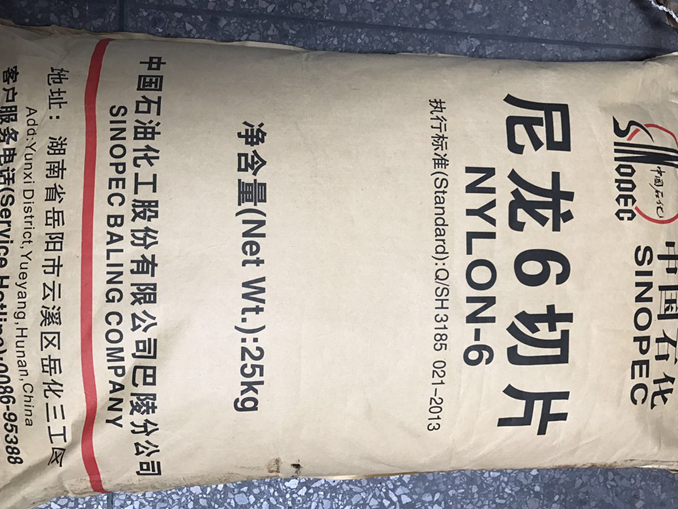 SINOPEC
中国石化
中国石化
SINOPEC
尼龙6切片
NYLON-6
执行标准(Standard):Q/SH 3185 021-2013
净含量(Net Wt.):25kg
中国石油化工股份有限公司巴陵分公司
SINOPEC BALING COMPANY
地址：湖南省岳阳市云溪区岳化三工区
Add:Yunxi District,Yueyang,Hunan,China
客户服务电话(Service Hotline):0086-95388